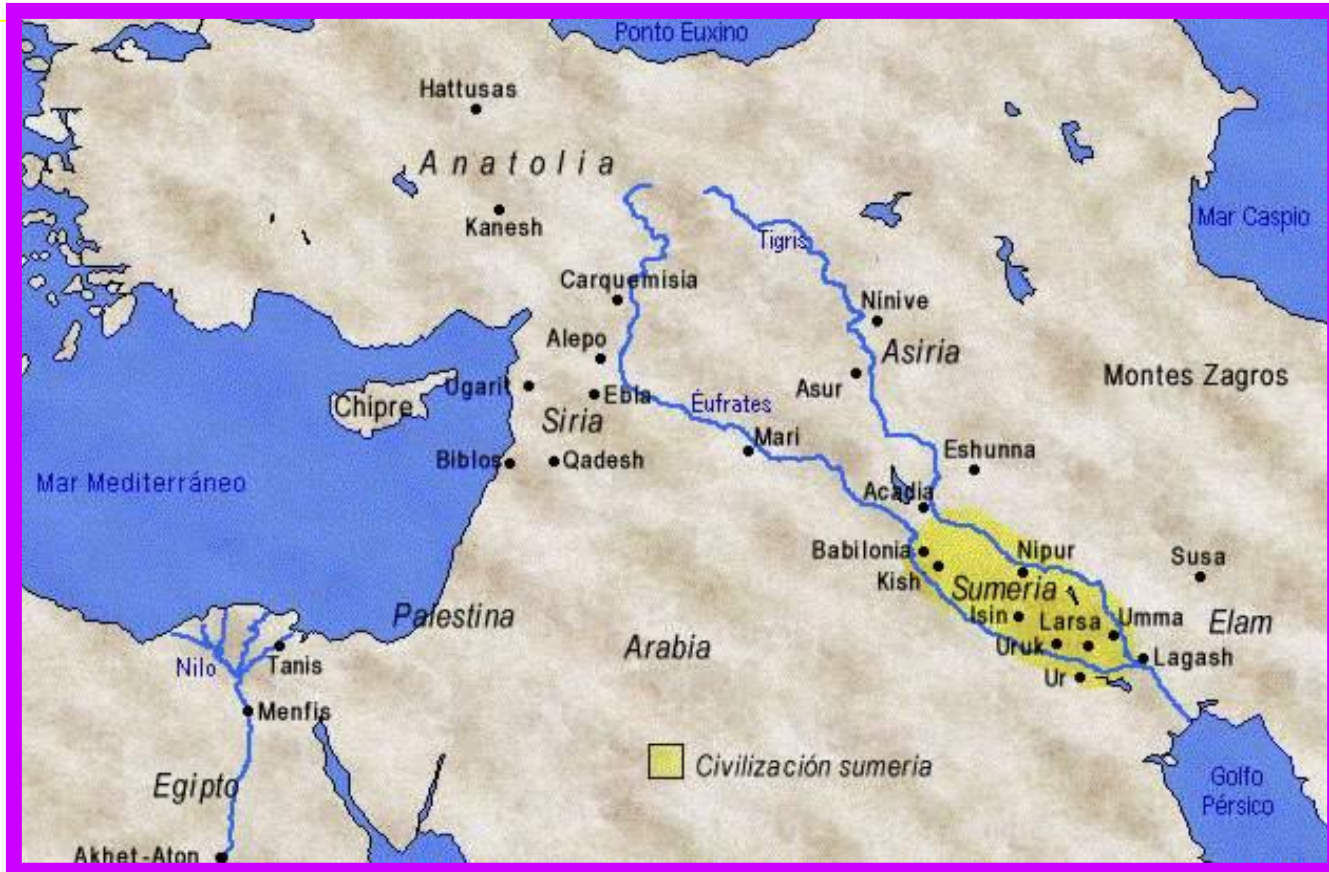 Ponto Euxino
Hattusas
Anatolia
Kanesh
Mar Caspio
Tigris
Carquemisia
Ninive
Alepo
Asiria
Asur
Montes Zagros
Ugarit
Ebla
Chipre
Éufrates
Siria
Mari
Biblos
Qadesh
Eshunna
Mar Mediterráneo
Acadia
Babilonia
Nipur
Susa
Kish
Sumeria
Palestina
Isin
Larsa
Umma
Elam
Arabia
Uruk
Lagash
Nilo
Tanis
Ur
Menfis
Civilización sumeria
Egipto
Golfo
Pérsico
Akhet-Aton